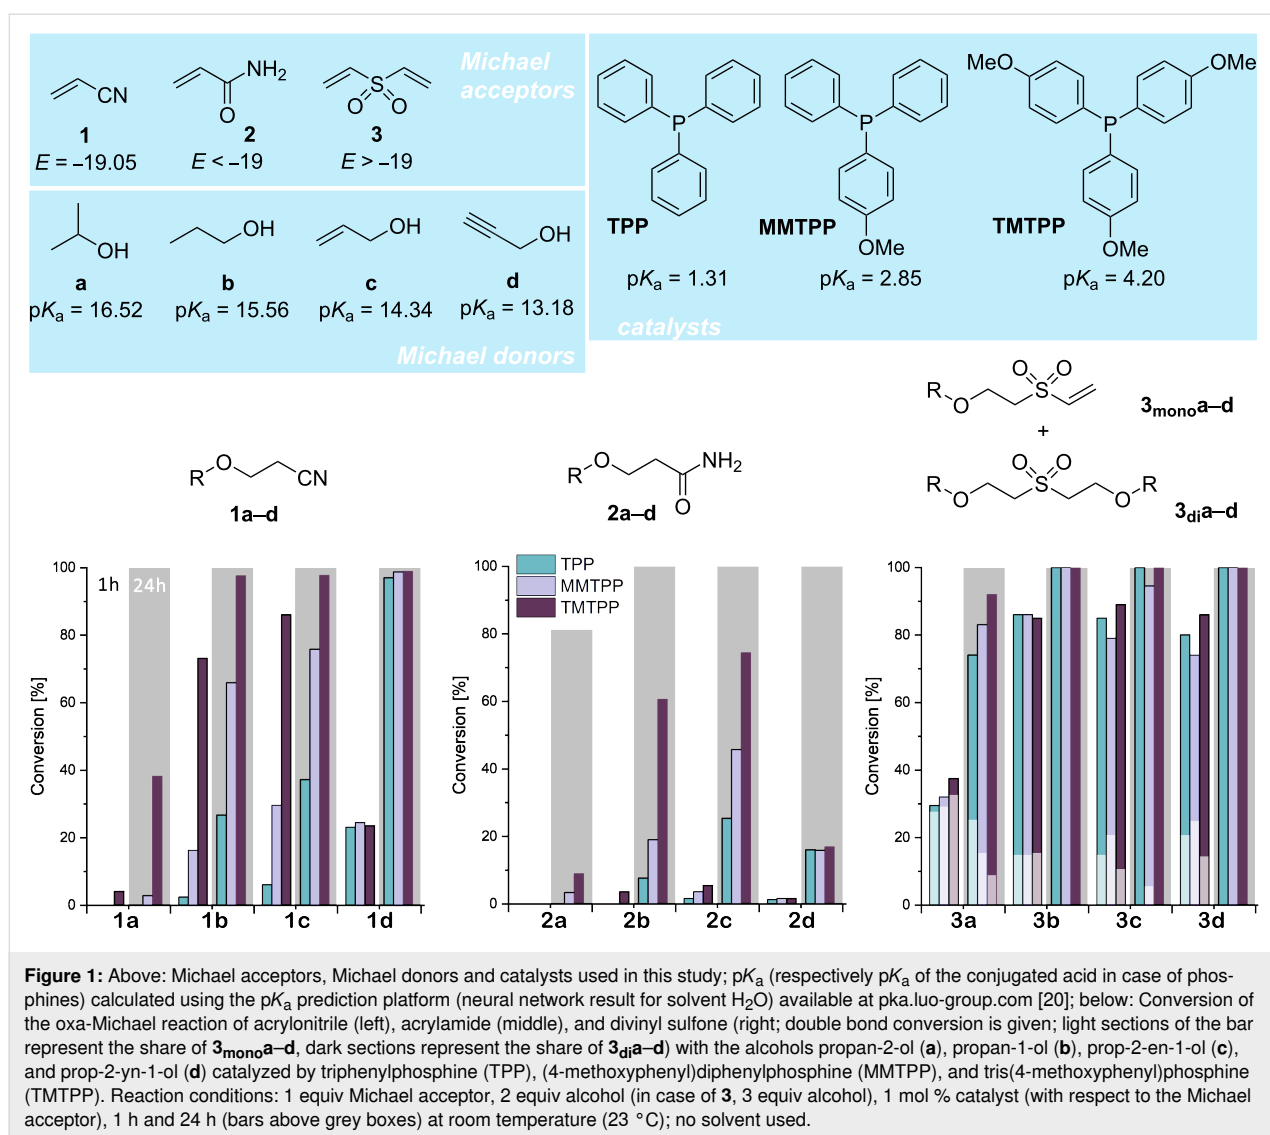 Michael
acceptors
CN
NH2
O
S
O O
1
2
3
E = –19.05
E < –19
E > –19
OH
OH
OH
OH
a
b
c
d
pKa = 16.52
pKa = 15.56
pKa = 14.34
pKa = 13.18
Michael donors
P
P
OMe
MeO
OMe
P
OMe
TPP
MMTPP
TMTPP
pKa = 1.31
pKa = 2.85
pKa = 4.20
catalysts
O O
R
O
S
3monoa–d
+
R
O
CN
1a–d
R
O
NH2
O
2a–d
O O
R
O
S
O
R
3dia–d
100
80
60
40
20
0
Conversion [%]
1h
24h
1a
1b
1c
1d
100
80
60
40
20
0
Conversion [%]
TPP
MMTPP
TMTPP
2a
2b
2c
2d
100
80
60
40
20
0
Conversion [%]
3a
3b
3c
3d
Figure 1: Above: Michael acceptors, Michael donors and catalysts used in this study; pKa (respectively pKa of the conjugated acid in case of phos-
phines) calculated using the pKa prediction platform (neural network result for solvent H2O) available at pka.luo-group.com [20]; below: Conversion of
the oxa-Michael reaction of acrylonitrile (left), acrylamide (middle), and divinyl sulfone (right; double bond conversion is given; light sections of the bar
represent the share of 3monoa–d, dark sections represent the share of 3dia–d) with the alcohols propan-2-ol (a), propan-1-ol (b), prop-2-en-1-ol (c),
and prop-2-yn-1-ol (d) catalyzed by triphenylphosphine (TPP), (4-methoxyphenyl)diphenylphosphine (MMTPP), and tris(4-methoxyphenyl)phosphine
(TMTPP). Reaction conditions: 1 equiv Michael acceptor, 2 equiv alcohol (in case of 3, 3 equiv alcohol), 1 mol % catalyst (with respect to the Michael
acceptor), 1 h and 24 h (bars above grey boxes) at room temperature (23 °C); no solvent used.